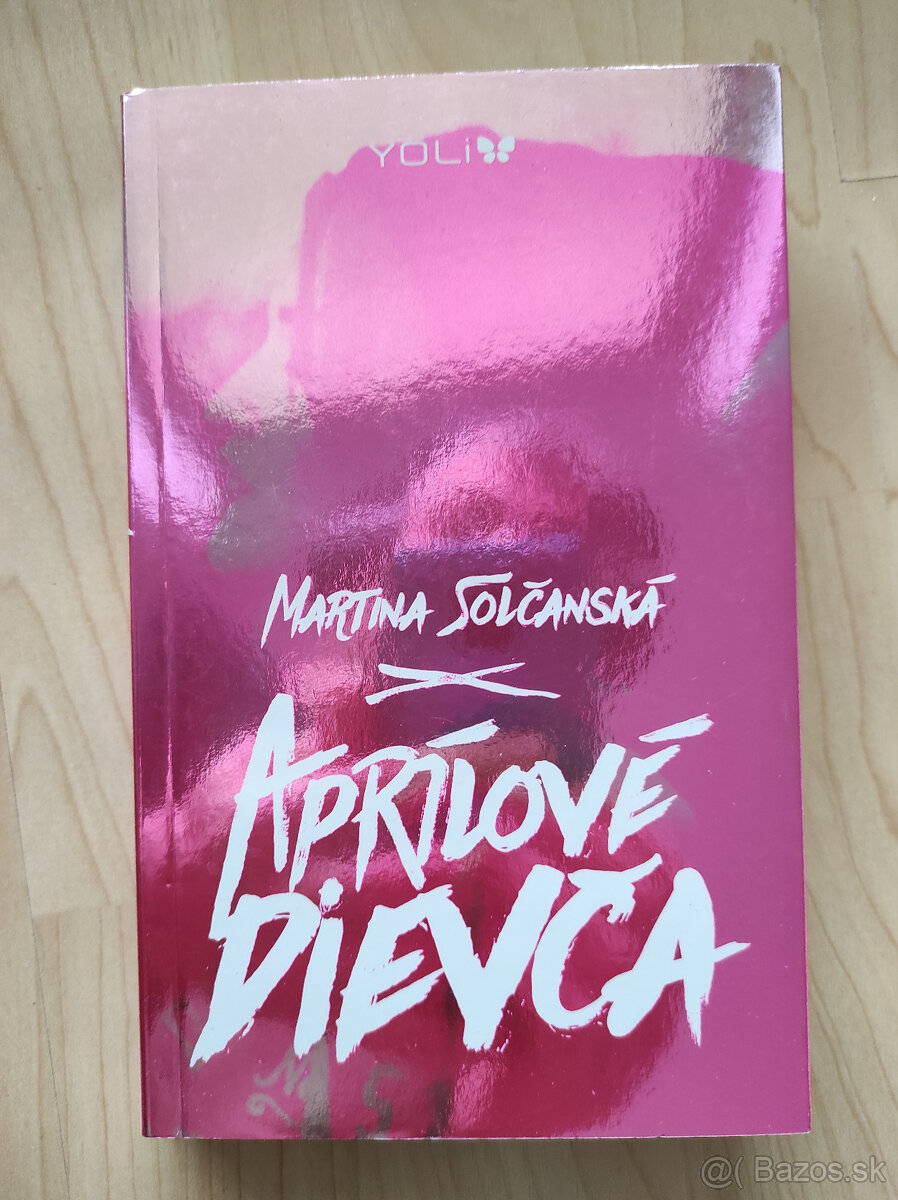 YOLi
MARTINA SOLČANSKÁ
APRÍLOVÉ
DiEVČA
@( Bazos.sk